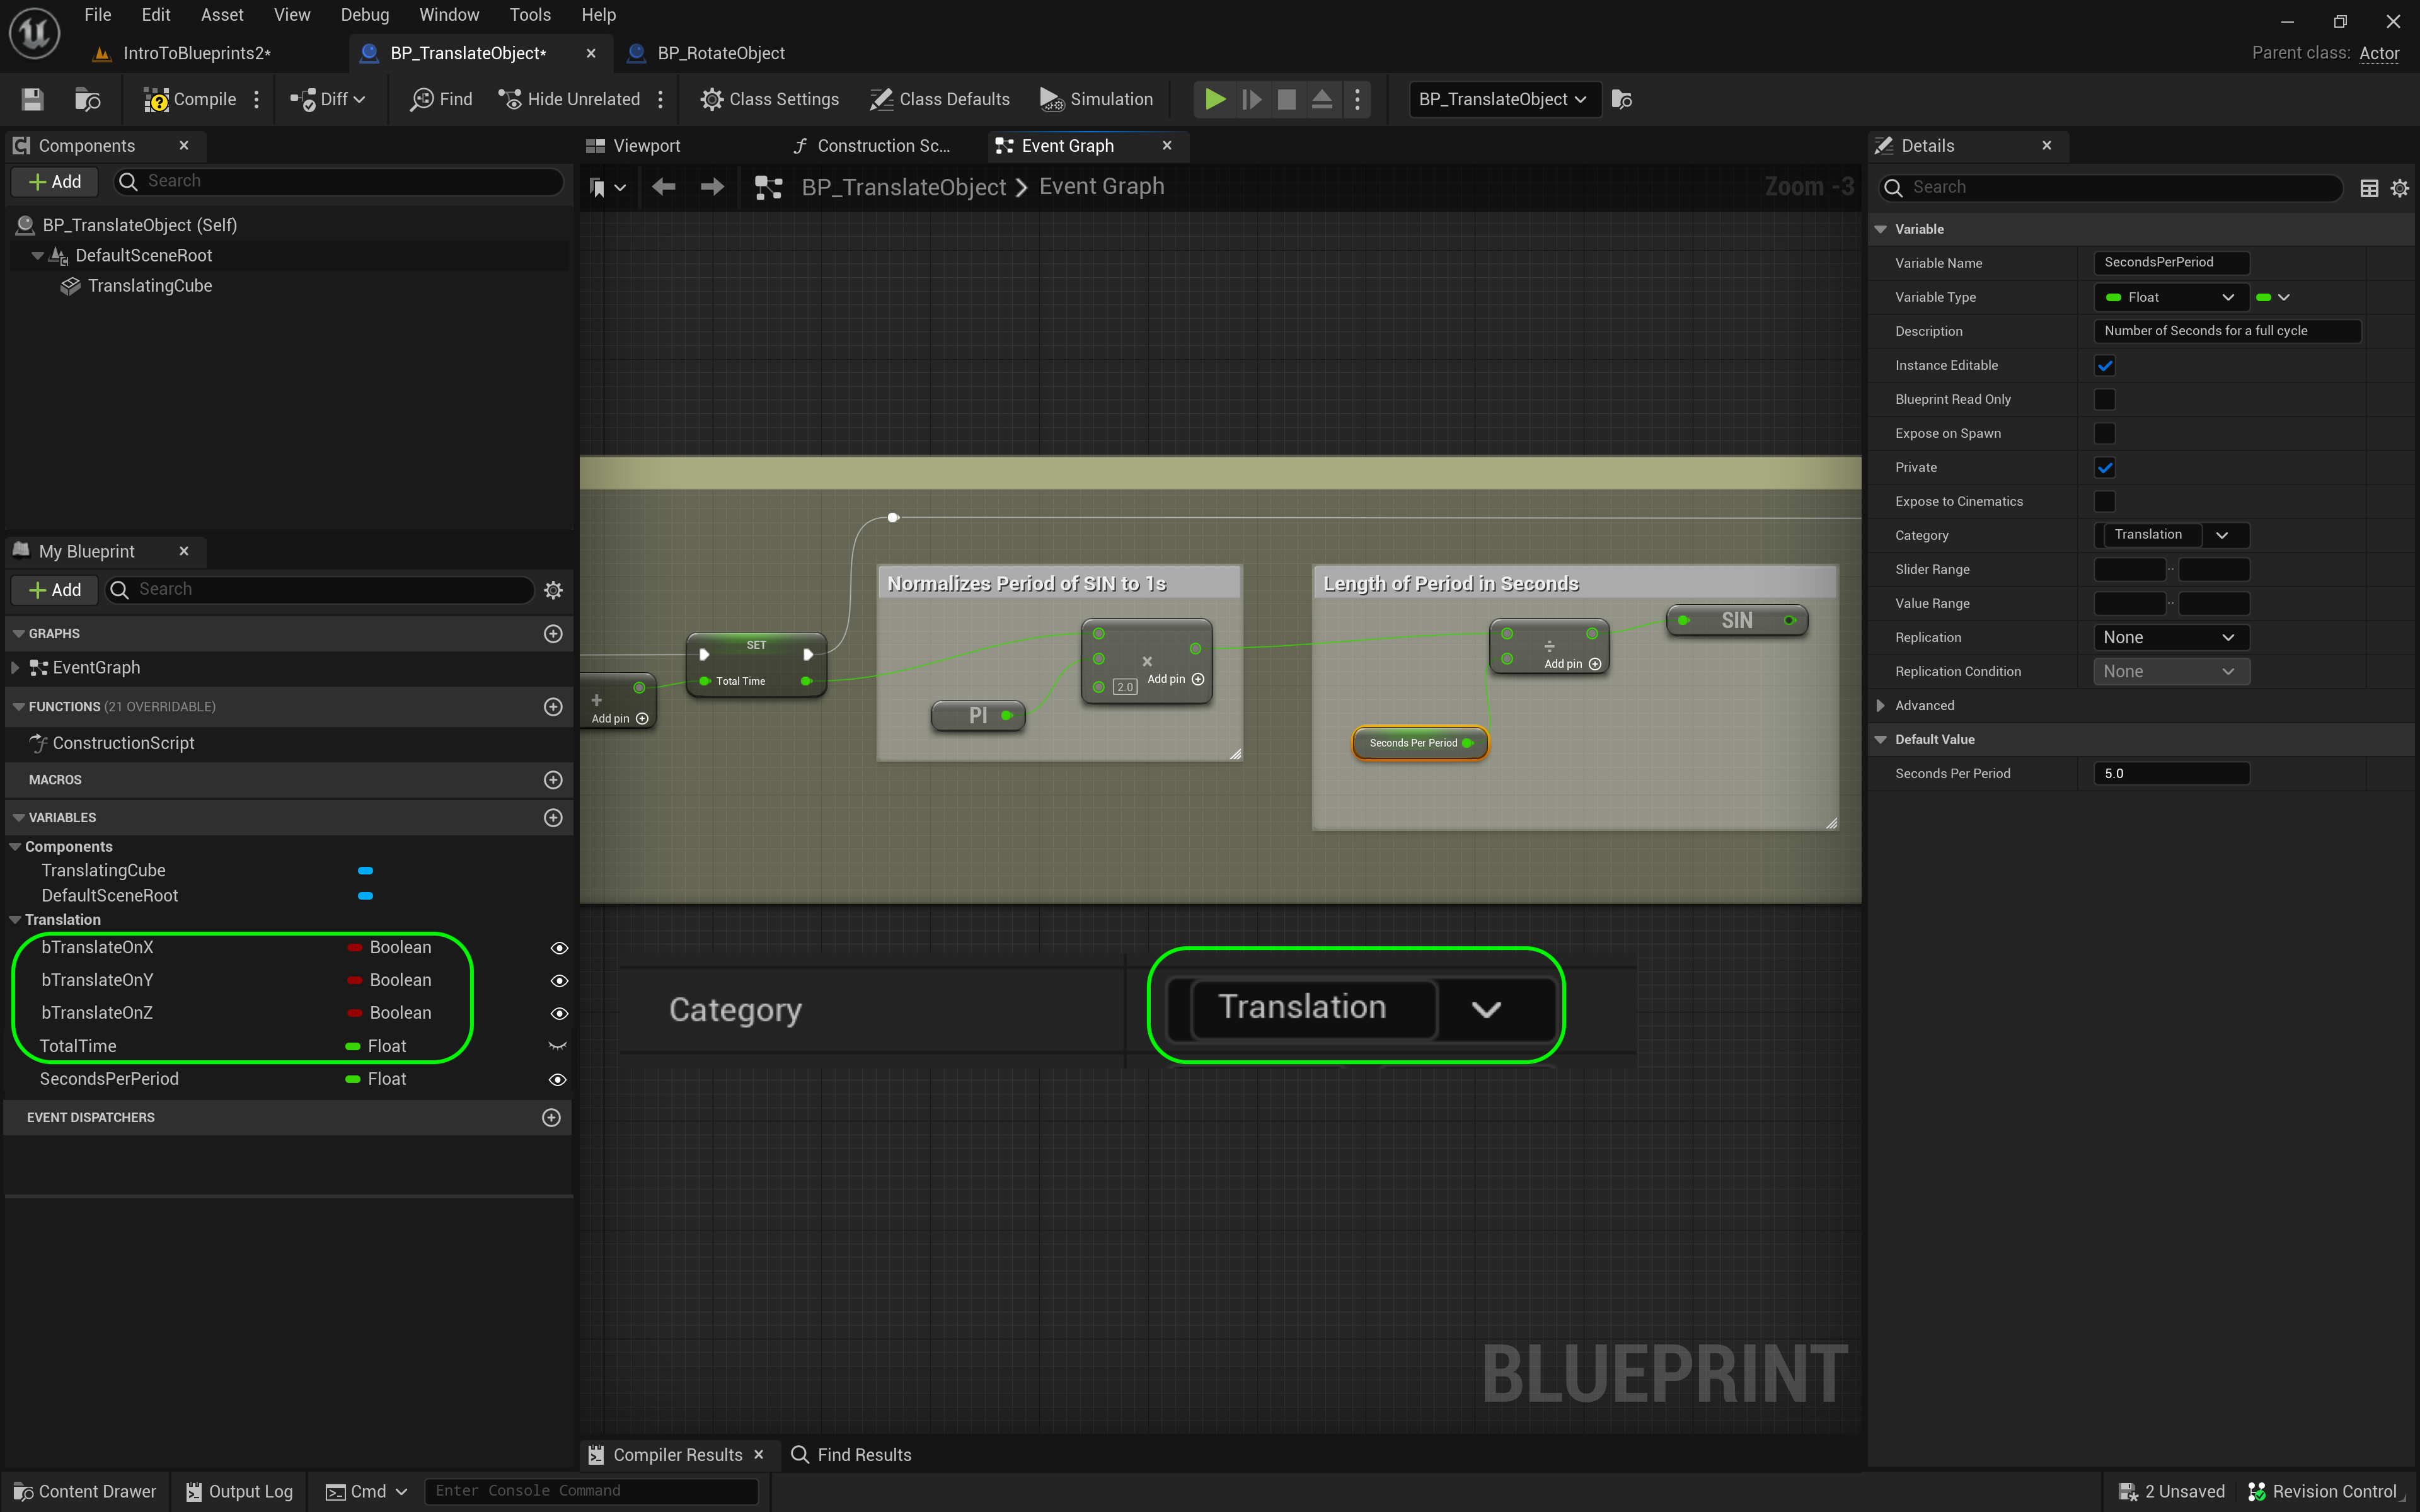 File Edit Asset View Debug Window Tools Help
IntroToBlueprints2* BP_TranslateObject* BP_RotateObject Parent class: Actor
Compile Diff Find Hide Unrelated Class Settings Class Defaults Simulation BP_TranslateObject
Components
Add Search
BP_TranslateObject (Self)
DefaultSceneRoot
TranslatingCube
My Blueprint
Add Search
GRAPHS
EventGraph
FUNCTIONS (21 OVERRIDABLE)
ConstructionScript
MACROS
VARIABLES
Components
TranslatingCube
DefaultSceneRoot
Translation
bTranslateOnX Boolean
bTranslateOnY Boolean
bTranslateOnZ Boolean
TotalTime Float
SecondsPerPeriod Float
EVENT DISPATCHERS
Viewport Construction Sc... Event Graph
BP_TranslateObject > Event Graph Zoom -3
Normalizes Period of SIN to 1s
Length of Period in Seconds
SET
Total Time
+
Add pin
PI
×
2.0
Add pin
÷
Add pin
SIN
Seconds Per Period
Category Translation
BLUEPRINT
Compiler Results Find Results
Details
Search
Variable
Variable Name SecondsPerPeriod
Variable Type Float
Description Number of Seconds for a full cycle
Instance Editable
Blueprint Read Only
Expose on Spawn
Private
Expose to Cinematics
Category Translation
Slider Range
Value Range
Replication None
Replication Condition None
Advanced
Default Value
Seconds Per Period 5.0
Content Drawer Output Log Cmd Enter Console Command 2 Unsaved Revision Control